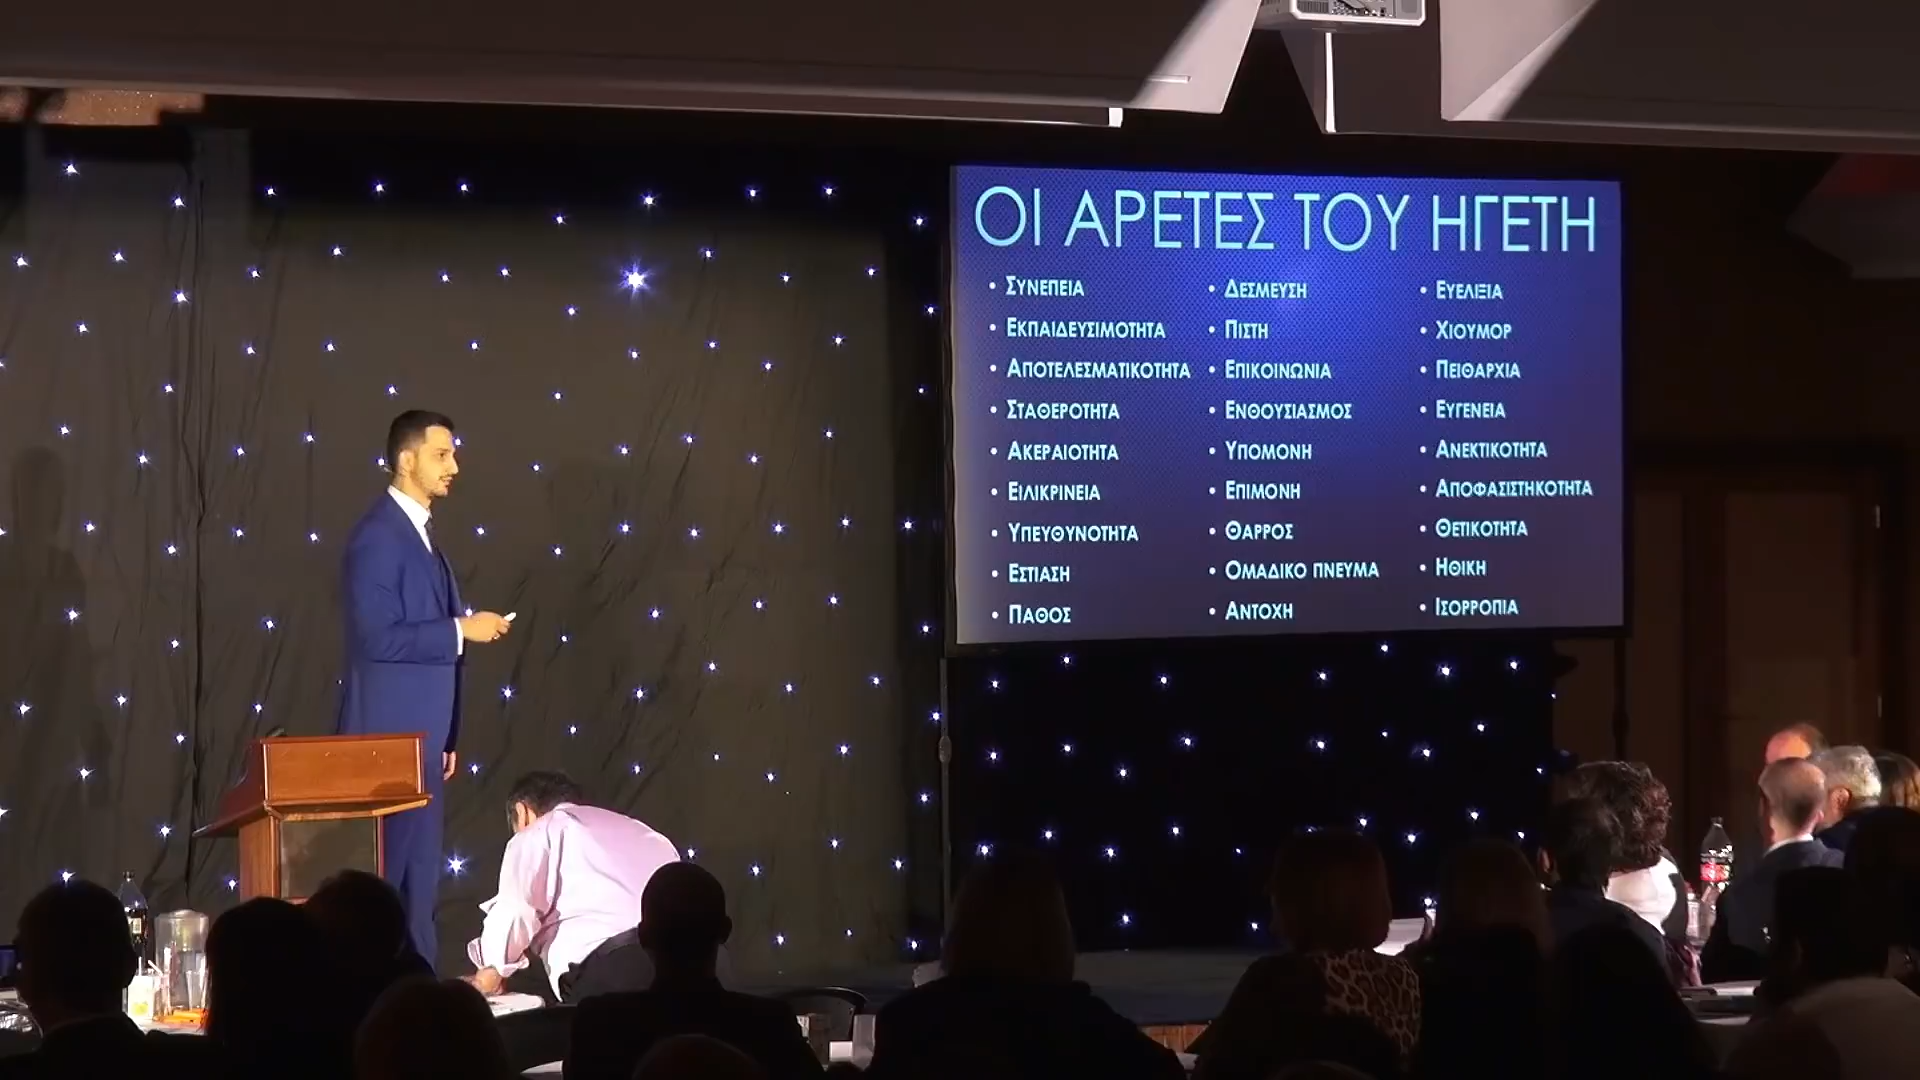 ΟΙ ΑΡΕΤΕΣ ΤΟΥ ΗΓΕΤΗ
• ΣΥΝΕΠΕΙΑ
• ΕΚΠΑΙΔΕΥΣΙΜΟΤΗΤΑ
• ΑΠΟΤΕΛΕΣΜΑΤΙΚΟΤΗΤΑ
• ΣΤΑΘΕΡΟΤΗΤΑ
• ΑΚΕΡΑΙΟΤΗΤΑ
• ΕΙΛΙΚΡΙΝΕΙΑ
• ΥΠΕΥΘΥΝΟΤΗΤΑ
• ΕΣΤΙΑΣΗ
• ΠΑΘΟΣ
• ΔΕΣΜΕΥΣΗ
• ΠΙΣΤΗ
• ΕΠΙΚΟΙΝΩΝΙΑ
• ΕΝΘΟΥΣΙΑΣΜΟΣ
• ΥΠΟΜΟΝΗ
• ΕΠΙΜΟΝΗ
• ΘΑΡΡΟΣ
• ΟΜΑΔΙΚΟ ΠΝΕΥΜΑ
• ΑΝΤΟΧΗ
• ΕΥΕΛΙΞΙΑ
• ΧΙΟΥΜΟΡ
• ΠΕΙΘΑΡΧΙΑ
• ΕΥΓΕΝΕΙΑ
• ΑΝΕΚΤΙΚΟΤΗΤΑ
• ΑΠΟΦΑΣΙΣΤΗΚΟΤΗΤΑ
• ΘΕΤΙΚΟΤΗΤΑ
• ΗΘΙΚΗ
• ΙΣΟΡΡΟΠΙΑ